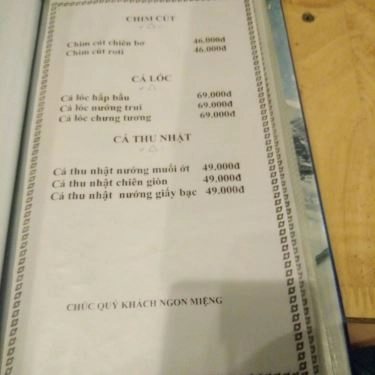 CHIM CÚT
Chim cút chiên bơ 46.000đ
Chim cút roti 46.000đ
CÁ LÓC
Cá lóc hấp bầu 69.000đ
Cá lóc nướng trui 69.000đ
Cá lóc chưng tương 69.000đ
CÁ THU NHẬT
Cá thu nhật nướng muối ớt 49.000đ
Cá thu nhật chiên giòn 49.000đ
Cá thu nhật nướng giấy bạc 49.000đ
CHÚC QUÝ KHÁCH NGON MIỆNG